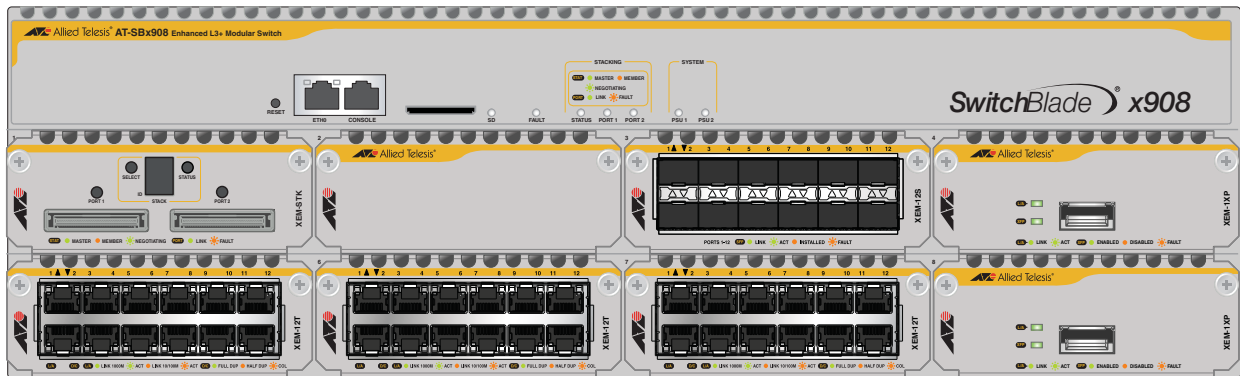 Allied Telesis AT-SBx908 Enhanced L3+ Modular Switch
STACKING SYSTEM
STAT MASTER MEMBER
NEGOTIATING
PORT LINK FAULT
RESET
ETH0 CONSOLE SD FAULT STATUS PORT 1 PORT 2 PSU 1 PSU 2
SwitchBlade x908
1
SELECT STATUS
PORT 1 ID STACK PORT 2
STAT MASTER MEMBER NEGOTIATING PORT LINK FAULT
XEM-STK
2
Allied Telesis
3
1 2 3 4 5 6 7 8 9 10 11 12
PORTS 1-12 SFP LINK ACT INSTALLED FAULT
XEM-12S
4
Allied Telesis
L/A
XFP
L/A LINK ACT XFP ENABLED DISABLED FAULT
XEM-1XP
1 2 3 4 5 6 7 8 9 10 11 12
L/A D/C L/A LINK 1000M ACT LINK 10/100M ACT D/C FULL DUP HALF DUP COL
XEM-12T
6
1 2 3 4 5 6 7 8 9 10 11 12
L/A D/C L/A LINK 1000M ACT LINK 10/100M ACT D/C FULL DUP HALF DUP COL
XEM-12T
7
1 2 3 4 5 6 7 8 9 10 11 12
L/A D/C L/A LINK 1000M ACT LINK 10/100M ACT D/C FULL DUP HALF DUP COL
XEM-12T
8
Allied Telesis
L/A
XFP
L/A LINK ACT XFP ENABLED DISABLED FAULT
XEM-1XP